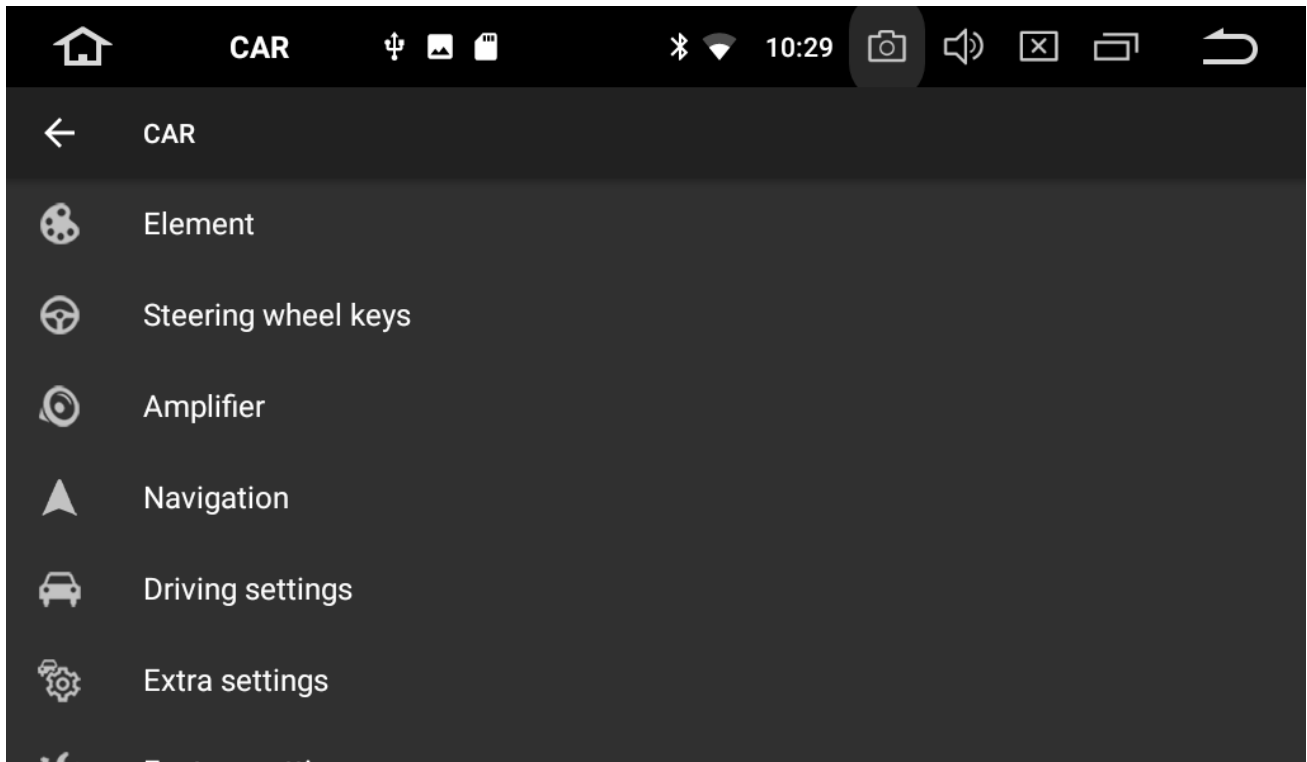 CAR 10:29
CAR
Element
Steering wheel keys
Amplifier
Navigation
Driving settings
Extra settings